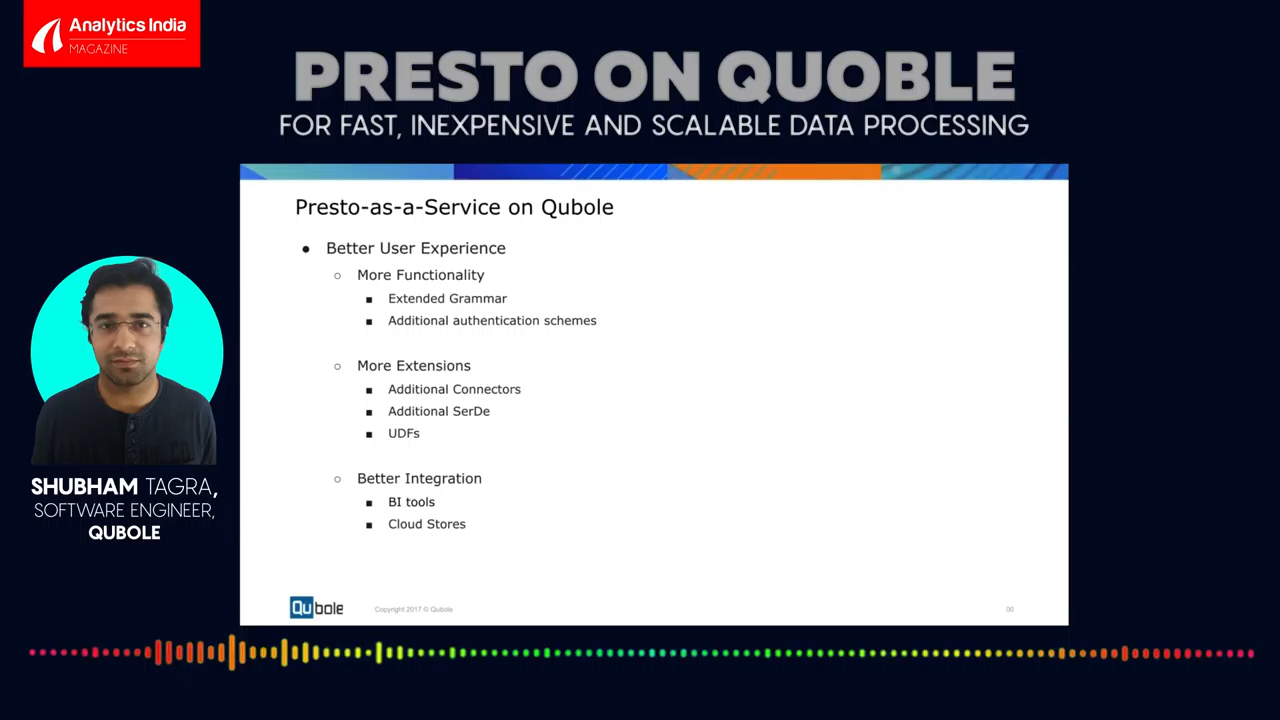 Analytics India
MAGAZINE
PRESTO ON QUOBLE
FOR FAST, INEXPENSIVE AND SCALABLE DATA PROCESSING
Presto-as-a-Service on Qubole
● Better User Experience
○ More Functionality
■ Extended Grammar
■ Additional authentication schemes
○ More Extensions
■ Additional Connectors
■ Additional SerDe
■ UDFs
○ Better Integration
■ BI tools
■ Cloud Stores
SHUBHAM TAGRA,
SOFTWARE ENGINEER,
QUBOLE
Qubole
Copyright 2017 © Qubole
00